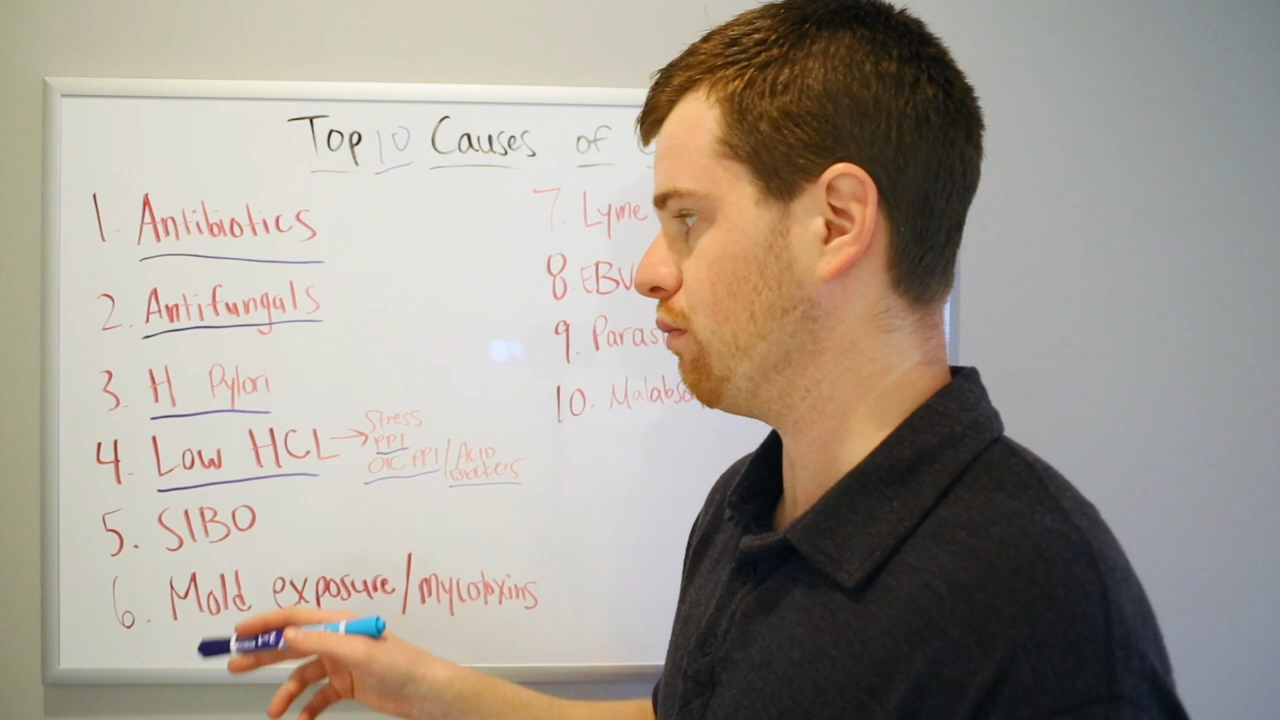 Top 10 Causes of
1. Antibiotics
2. Antifungals
3. H Pylori
4. Low HCL → Stress
PPI
OTC PPI/Acid
Blockers
5. SIBO
6. Mold exposure/mycotoxins
7. Lyme
8. EBV
9. Paras
10. Malabso